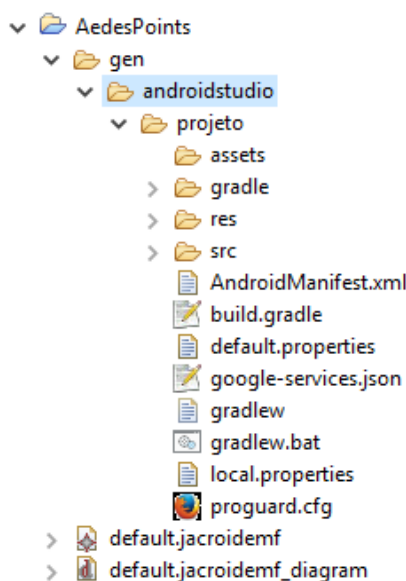 AedesPoints
gen
androidstudio
projeto
assets
gradle
res
src
AndroidManifest.xml
build.gradle
default.properties
google-services.json
gradlew
gradlew.bat
local.properties
proguard.cfg
default.jacroidemf
default.jacroidemf_diagram